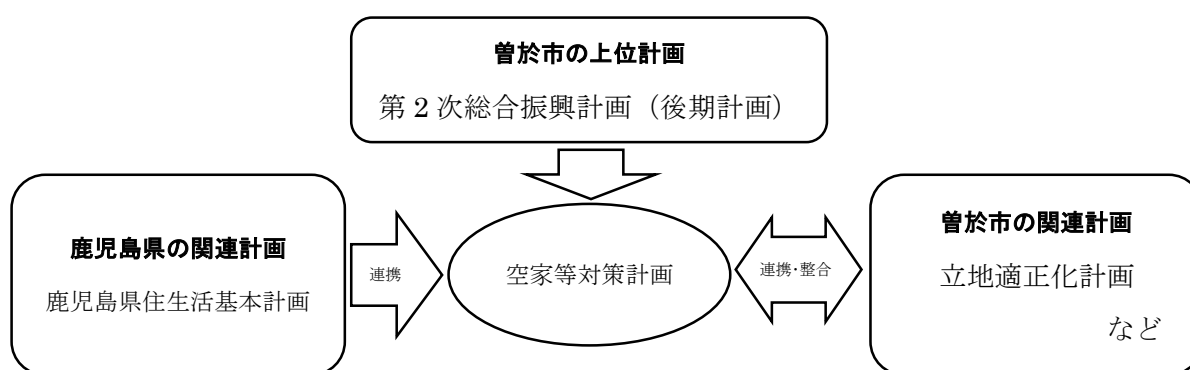 曽於市の上位計画
第2次総合振興計画（後期計画）
鹿児島県の関連計画
鹿児島県住生活基本計画
連携
空家等対策計画
連携・整合
曽於市の関連計画
立地適正化計画
など